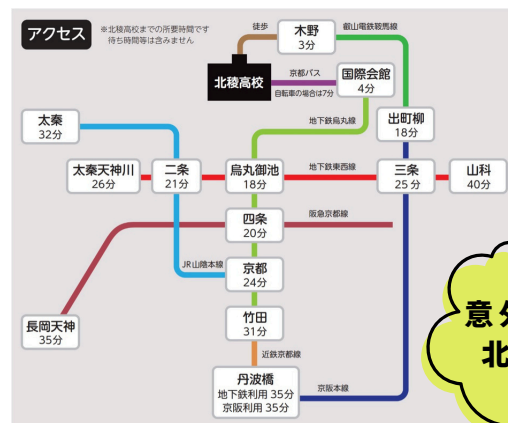 アクセス
※北稜高校までの所要時間です
待ち時間等は含みません
徒歩
木野
3分
叡山電鉄鞍馬線
北稜高校
京都バス
自転車の場合は7分
国際会館
4分
太秦
32分
地下鉄烏丸線
出町柳
18分
太秦天神川
26分
二条
21分
烏丸御池
18分
地下鉄東西線
三条
25分
山科
40分
四条
20分
阪急京都線
JR山陰本線
京都
24分
長岡天神
35分
竹田
31分
近鉄京都線
丹波橋
地下鉄利用 35分
京阪利用 35分
京阪本線
意外
北